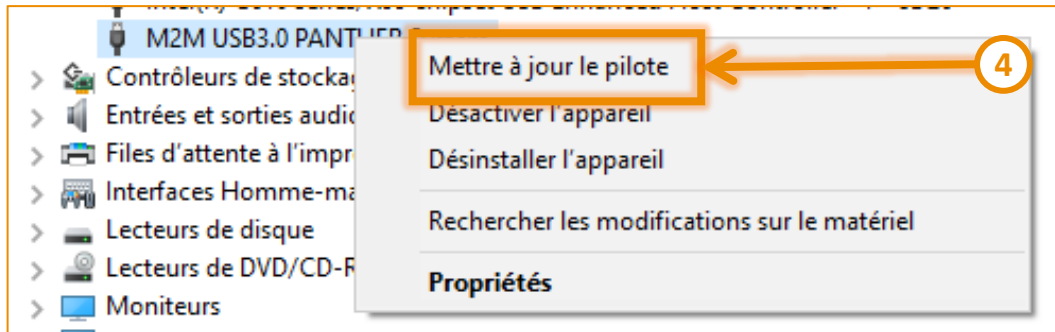 M2M USB3.0 PANTHER
Mettre à jour le pilote
4
Contrôleurs de stocka
Désactiver l'appareil
Entrées et sorties audio
Désinstaller l'appareil
Files d'attente à l'impr
Interfaces Homme-ma
Rechercher les modifications sur le matériel
Lecteurs de disque
Lecteurs de DVD/CD-R
Propriétés
Moniteurs